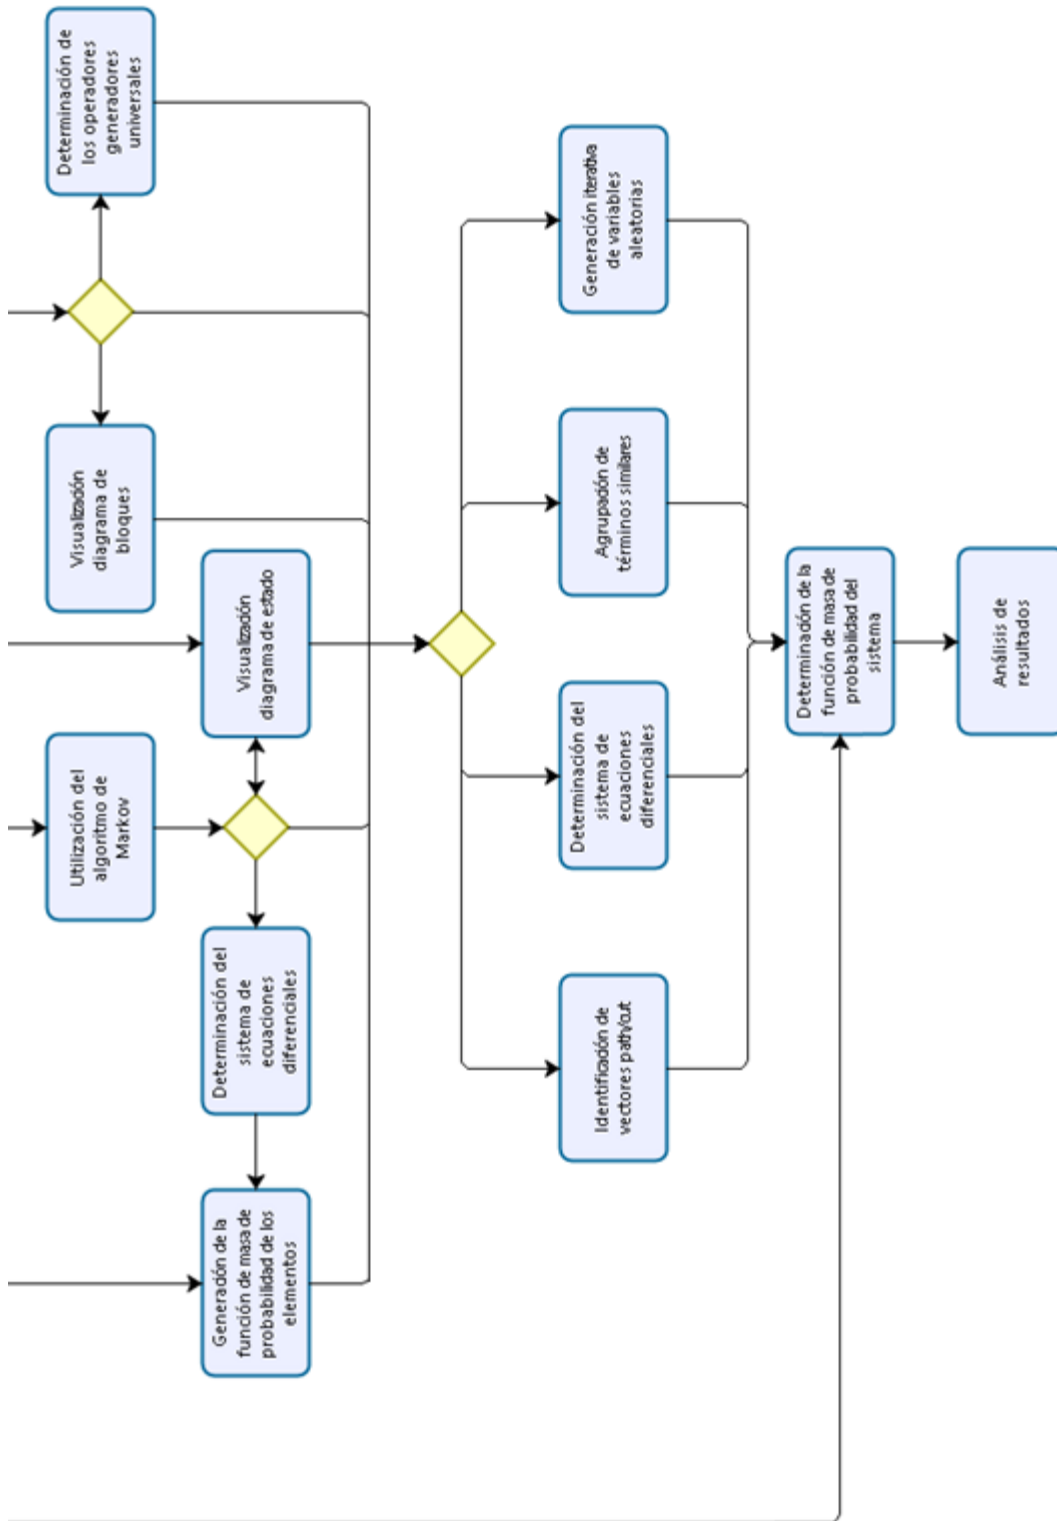 Determinación de
los operadores
generadores
universales
Visualización
diagrama de
bloques
Utilización del
algoritmo de
Markov
Visualización
diagrama de estado
Determinación del
sistema de
ecuaciones
diferenciales
Generación de la
función de masa de
probabilidad de los
elementos
Generación iterativa
de variables
aleatorias
Agrupación de
términos similares
Determinación del
sistema de
ecuaciones
diferenciales
Identificación de
vectores path/cut
Determinación de la
función de masa de
probabilidad del
sistema
Análisis de
resultados